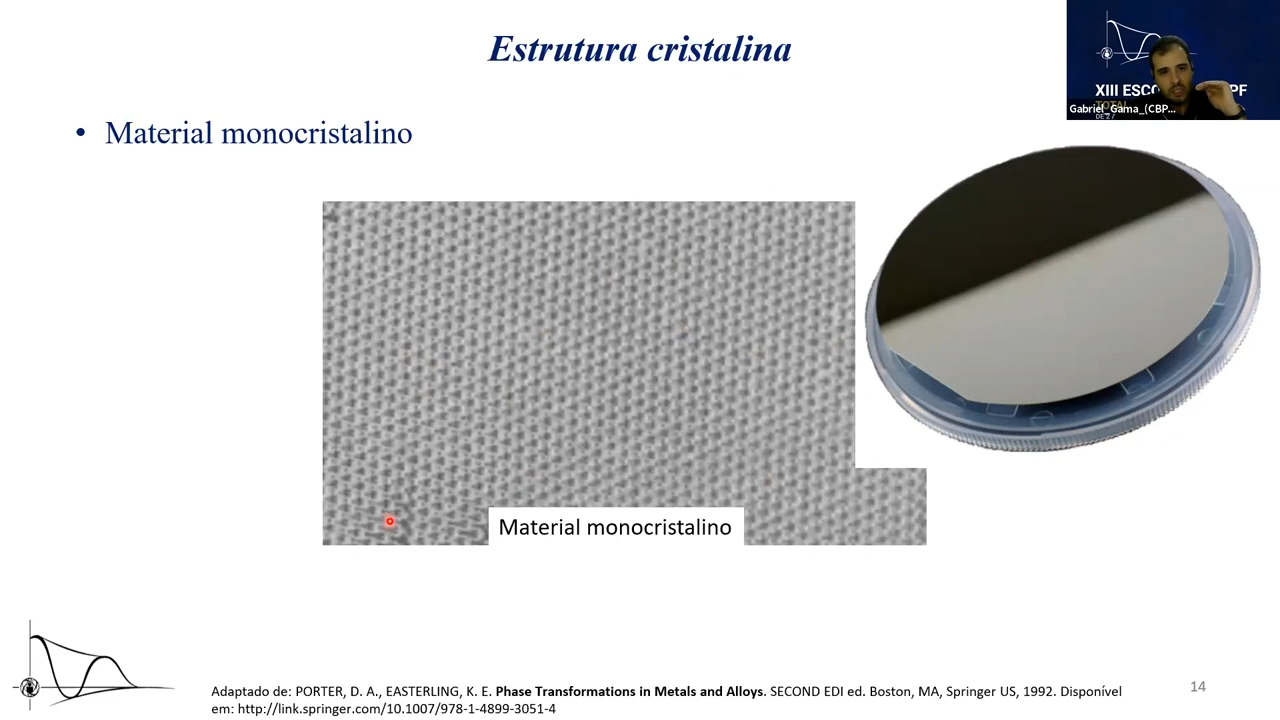 Estrutura cristalina
XIII ESCO PF
Gabriel_Gama_(CBP...
• Material monocristalino
Material monocristalino
Adaptado de: PORTER, D. A., EASTERLING, K. E. Phase Transformations in Metals and Alloys. SECOND EDI ed. Boston, MA, Springer US, 1992. Disponível
em: http://link.springer.com/10.1007/978-1-4899-3051-4
14